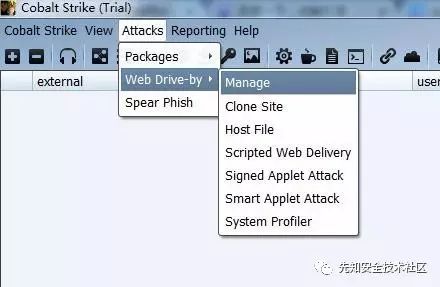 Cobalt Strike (Trial)
Cobalt Strike View Attacks Reporting Help
Packages
Web Drive-by
Spear Phish
Manage
Clone Site
Host File
Scripted Web Delivery
Signed Applet Attack
Smart Applet Attack
System Profiler
external
user
先知安全技术社区